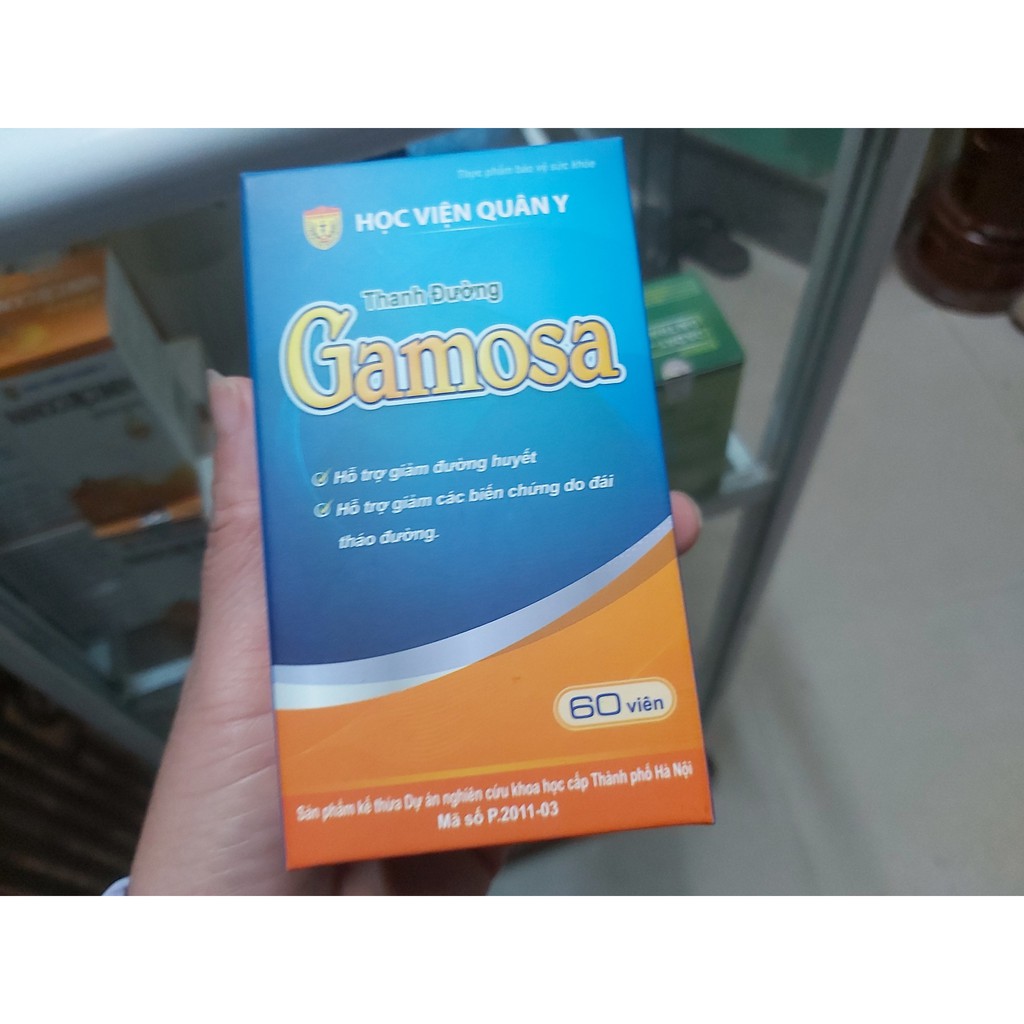 Thực phẩm bảo vệ sức khỏe
HỌC VIỆN QUÂN Y
Thanh Đường
Gamosa
Hỗ trợ giảm đường huyết
Hỗ trợ giảm các biến chứng do đái
tháo đường.
60 viên
Sản phẩm kế thừa Dự án nghiên cứu khoa học cấp Thành phố Hà Nội
Mã số P.2011-03